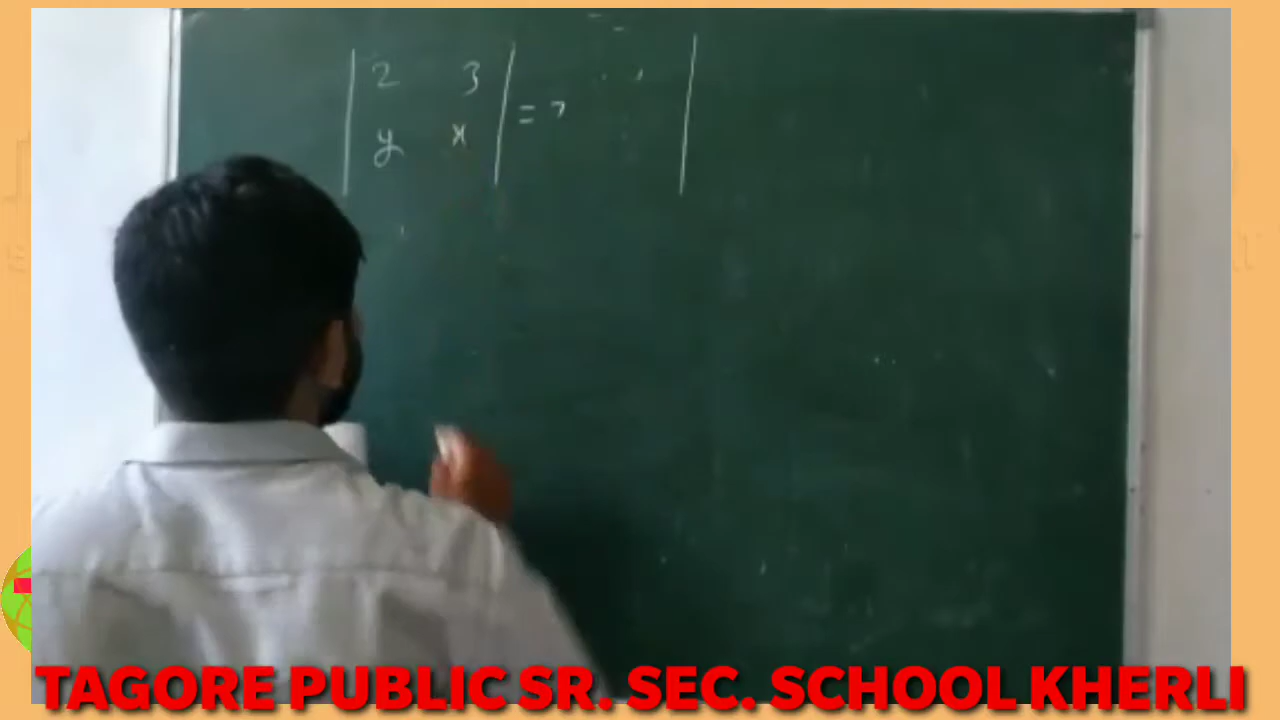 | 2 3 |
| y x | =
TAGORE PUBLIC SR. SEC. SCHOOL KHERLI